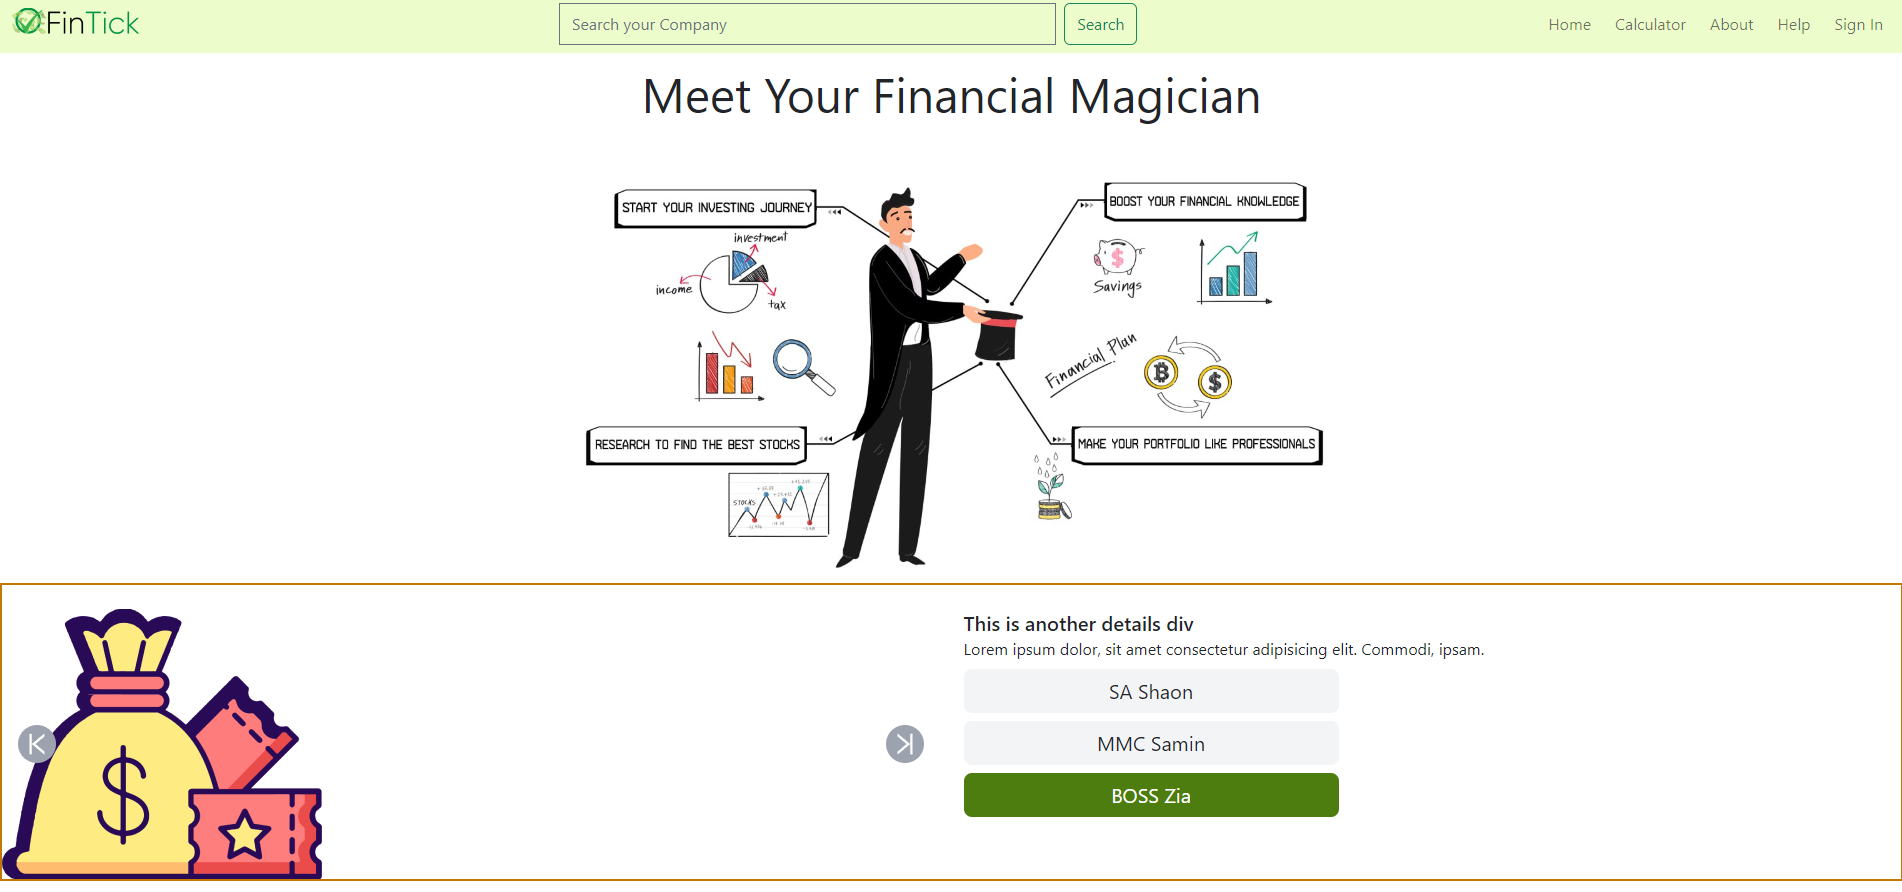 FinTick
Search your Company
Search
Home
Calculator
About
Help
Sign In
Meet Your Financial Magician
START YOUR INVESTING JOURNEY
BOOST YOUR FINANCIAL KNOWLEDGE
investment
income
tax
$
Savings
Financial Plan
$
RESEARCH TO FIND THE BEST STOCKS
MAKE YOUR PORTFOLIO LIKE PROFESSIONALS
STOCKS
This is another details div
Lorem ipsum dolor, sit amet consectetur adipisicing elit. Commodi, ipsam.
SA Shaon
MMC Samin
BOSS Zia
$